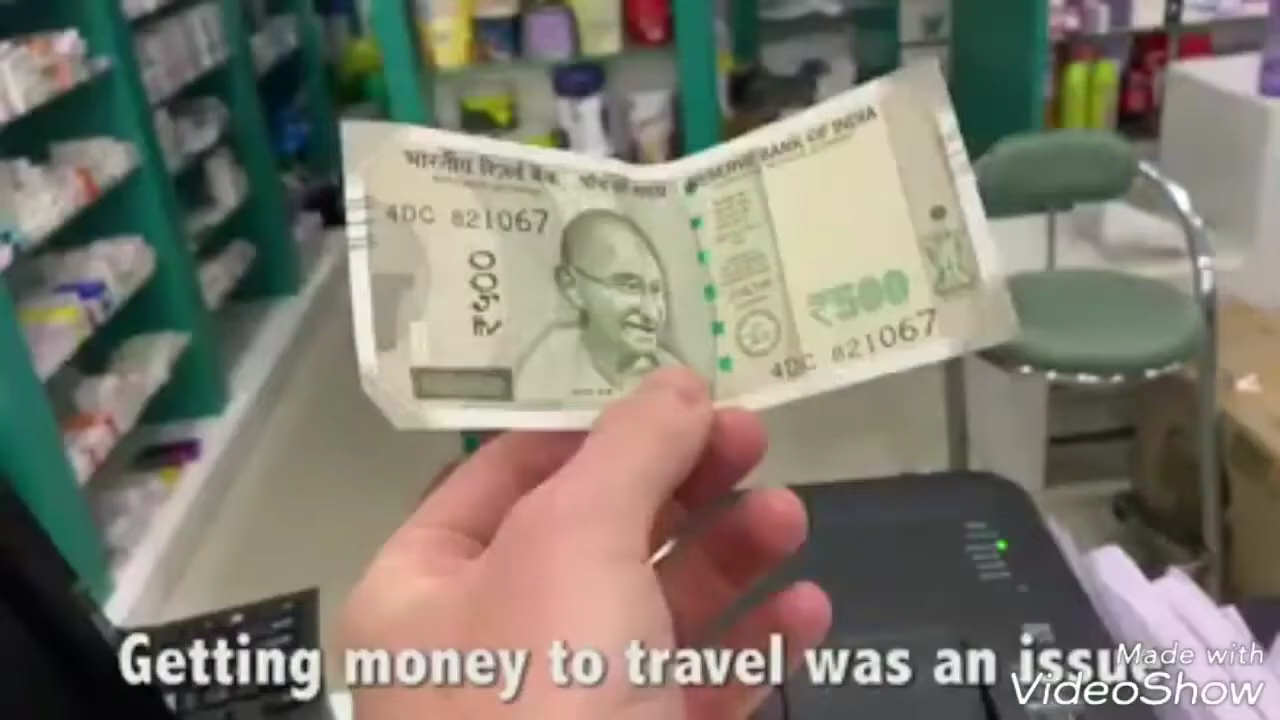 भारतीय रिज़र्व बैंक
RESERVE BANK OF INDIA
4DC 821067
₹५००
₹500
4DC 821067
Getting money to travel was an issue
Made with
VideoShow